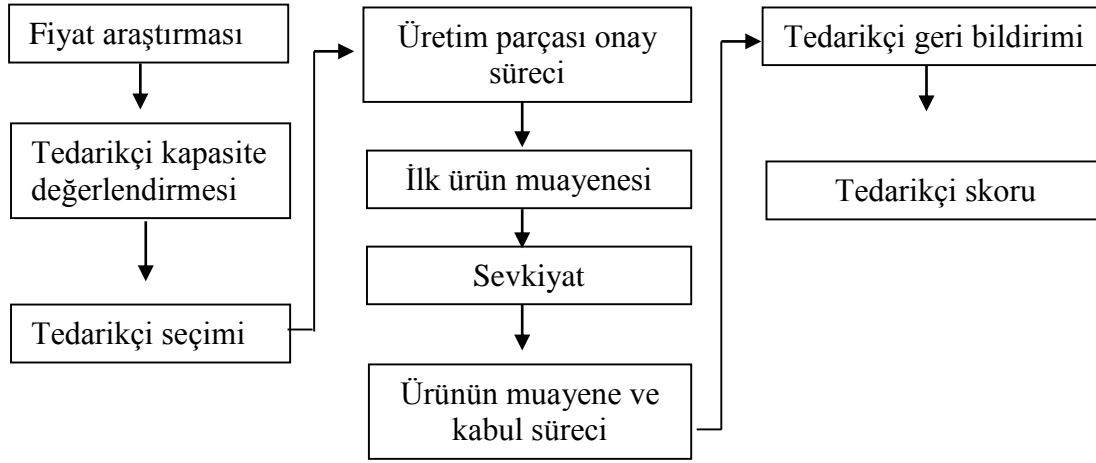 Fiyat araştırması
Tedarikçi kapasite
değerlendirmesi
Tedarikçi seçimi
Üretim parçası onay
süreci
İlk ürün muayenesi
Sevkiyat
Ürünün muayene ve
kabul süreci
Tedarikçi geri bildirimi
Tedarikçi skoru